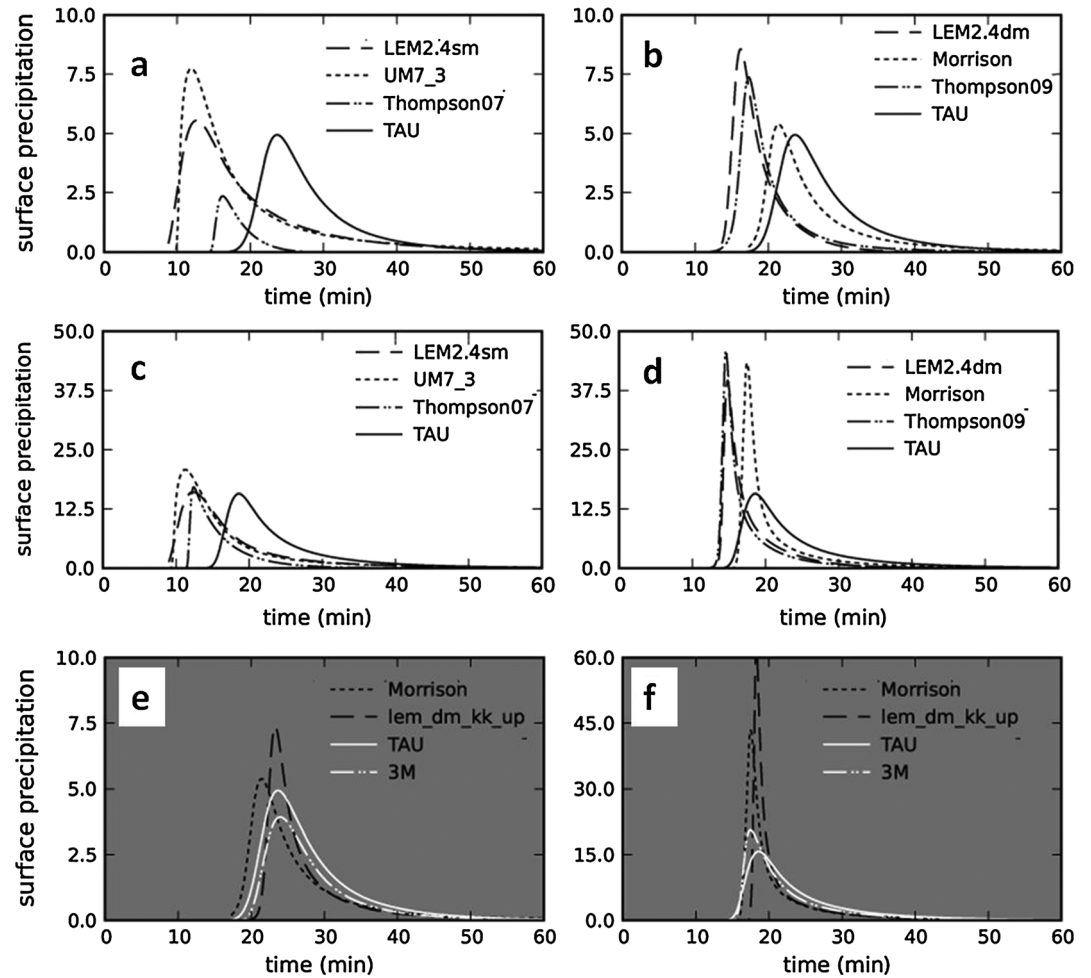 a
LEM2.4sm
UM7_3
Thompson07
TAU
surface precipitation
10.0
7.5
5.0
2.5
0.0
0 10 20 30 40 50 60
time (min)
b
LEM2.4dm
Morrison
Thompson09
TAU
10.0
7.5
5.0
2.5
0.0
0 10 20 30 40 50 60
time (min)
c
LEM2.4sm
UM7_3
Thompson07
TAU
surface precipitation
50.0
37.5
25.0
12.5
0.0
0 10 20 30 40 50 60
time (min)
d
LEM2.4dm
Morrison
Thompson09
TAU
50.0
37.5
25.0
12.5
0.0
0 10 20 30 40 50 60
time (min)
e
Morrison
lem_dm_kk_up
TAU
3M
surface precipitation
10.0
7.5
5.0
2.5
0.0
0 10 20 30 40 50 60
time (min)
f
Morrison
lem_dm_kk_up
TAU
3M
60.0
45.0
30.0
15.0
0.0
0 10 20 30 40 50 60
time (min)